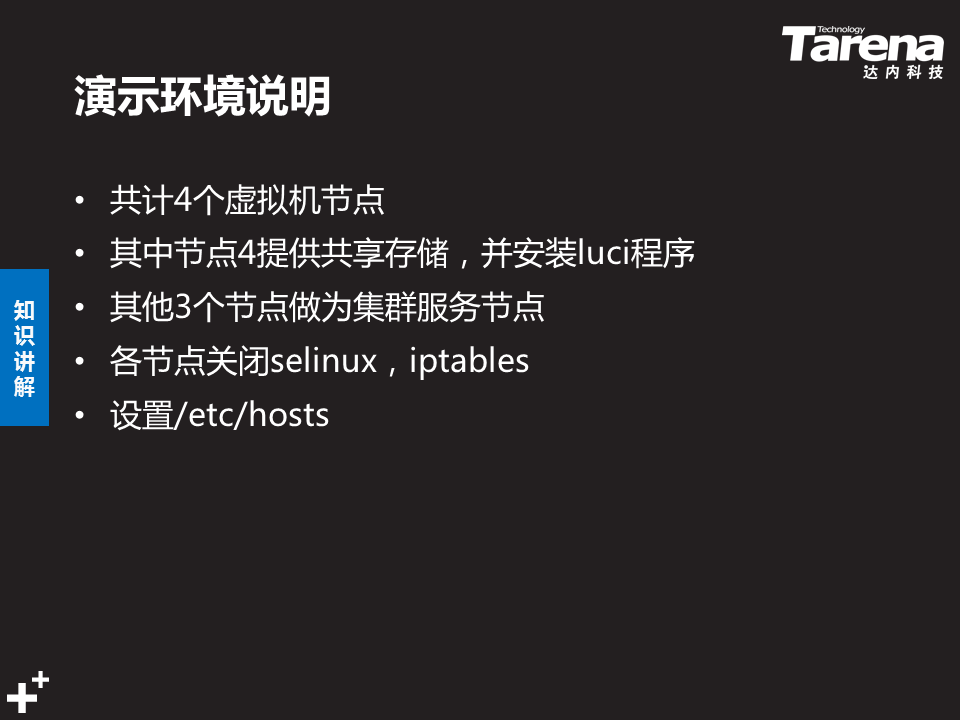 Technology
Tarena
达内科技
演示环境说明
• 共计4个虚拟机节点
• 其中节点4提供共享存储，并安装luci程序
• 其他3个节点做为集群服务节点
• 各节点关闭selinux，iptables
• 设置/etc/hosts
知
识
讲
解